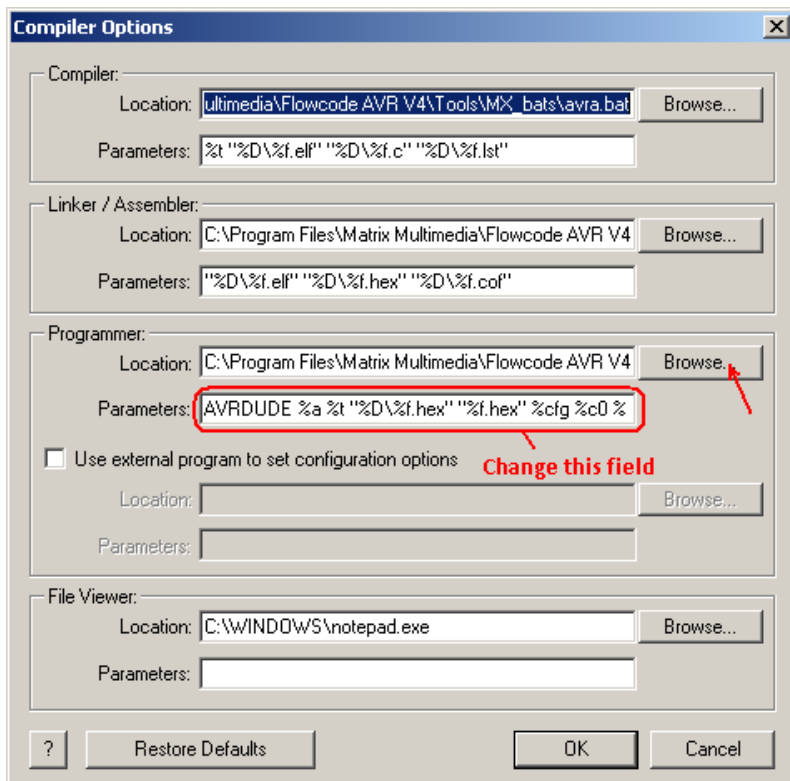 Compiler Options
Compiler:
Location: ultimedia\Flowcode AVR V4\Tools\MX_bats\avra.bat Browse...
Parameters: %t "%D\%f.elf" "%D\%f.c" "%D\%f.lst"
Linker / Assembler:
Location: C:\Program Files\Matrix Multimedia\Flowcode AVR V4 Browse...
Parameters: "%D\%f.elf" "%D\%f.hex" "%D\%f.cof"
Programmer:
Location: C:\Program Files\Matrix Multimedia\Flowcode AVR V4 Browse...
Parameters: AVRDUDE %a %t "%D\%f.hex" "%f.hex" %cfg %c0 %
Use external program to set configuration options
Change this field
Location: Browse...
Parameters:
File Viewer:
Location: C:\WINDOWS\notepad.exe Browse...
Parameters:
? Restore Defaults OK Cancel